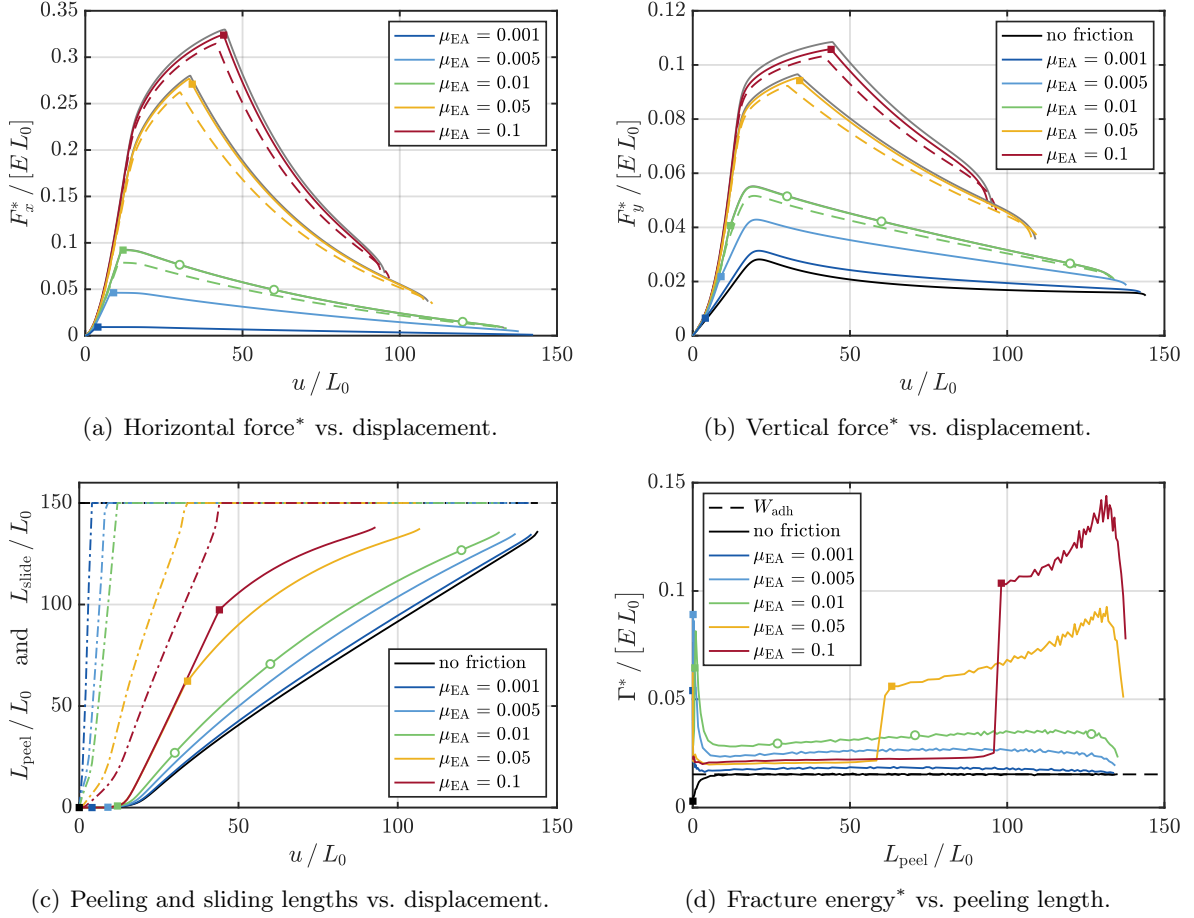 0.35
0.3
0.25
0.2
0.15
0.1
0.05
0
F*x / [E L0]
0 50 100 150
u / L0
μEA = 0.001
μEA = 0.005
μEA = 0.01
μEA = 0.05
μEA = 0.1
(a) Horizontal force* vs. displacement.
0.12
0.1
0.08
0.06
0.04
0.02
0
F*y / [E L0]
0 50 100 150
u / L0
no friction
μEA = 0.001
μEA = 0.005
μEA = 0.01
μEA = 0.05
μEA = 0.1
(b) Vertical force* vs. displacement.
150
100
50
0
Lpeel / L0 and Lslide / L0
0 50 100 150
u / L0
no friction
μEA = 0.001
μEA = 0.005
μEA = 0.01
μEA = 0.05
μEA = 0.1
(c) Peeling and sliding lengths vs. displacement.
0.15
0.1
0.05
0
Γ* / [E L0]
0 50 100 150
Lpeel / L0
Wadh
no friction
μEA = 0.001
μEA = 0.005
μEA = 0.01
μEA = 0.05
μEA = 0.1
(d) Fracture energy* vs. peeling length.